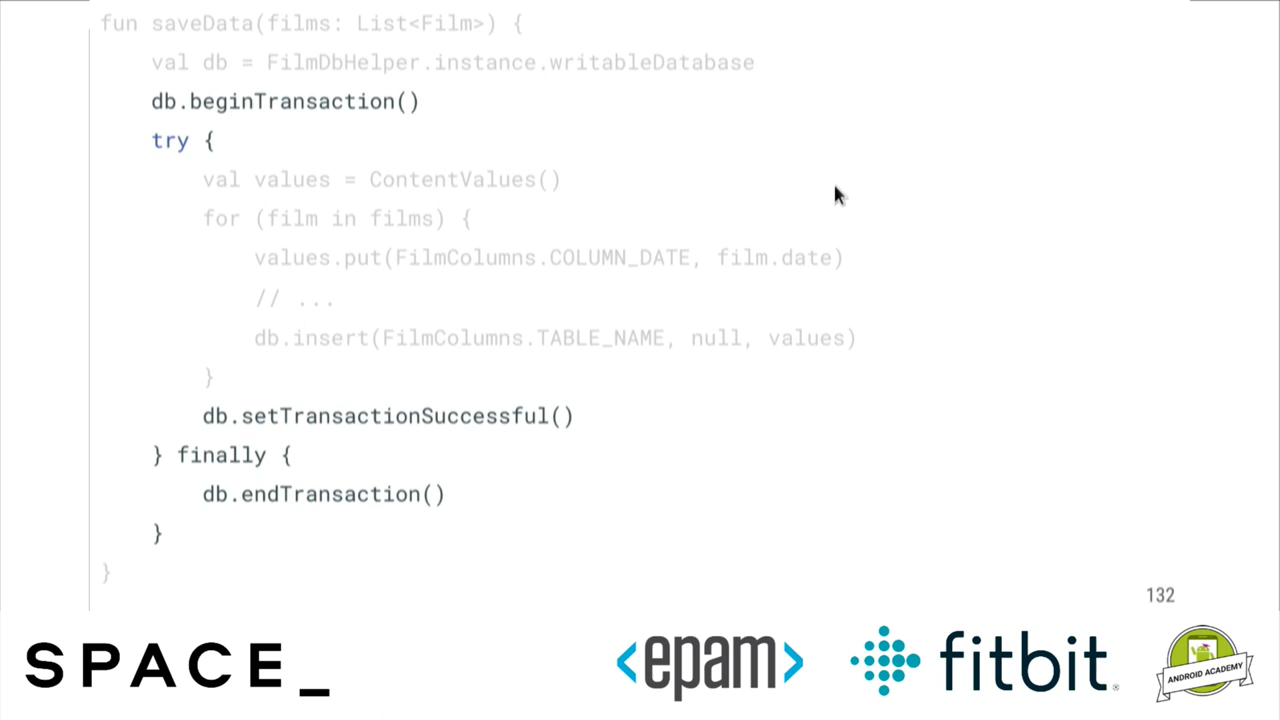 fun saveData(films: List<Film>) {
val db = FilmDbHelper.instance.writableDatabase
db.beginTransaction()
try {
val values = ContentValues()
for (film in films) {
values.put(FilmColumns.COLUMN_DATE, film.date)
// ...
db.insert(FilmColumns.TABLE_NAME, null, values)
}
db.setTransactionSuccessful()
} finally {
db.endTransaction()
}
}
132
SPACE_
<epam>
fitbit®
ANDROID ACADEMY